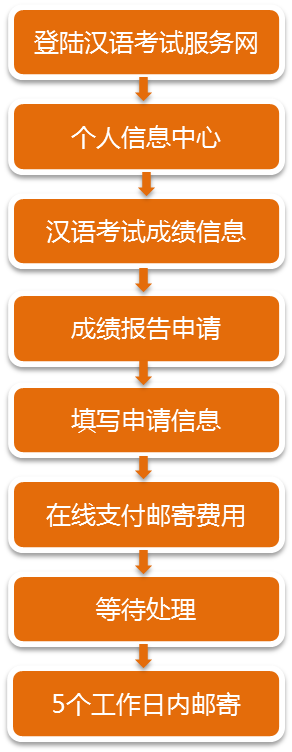 登陆汉语考试服务网
个人信息中心
汉语考试成绩信息
成绩报告申请
填写申请信息
在线支付邮寄费用
等待处理
5个工作日内邮寄